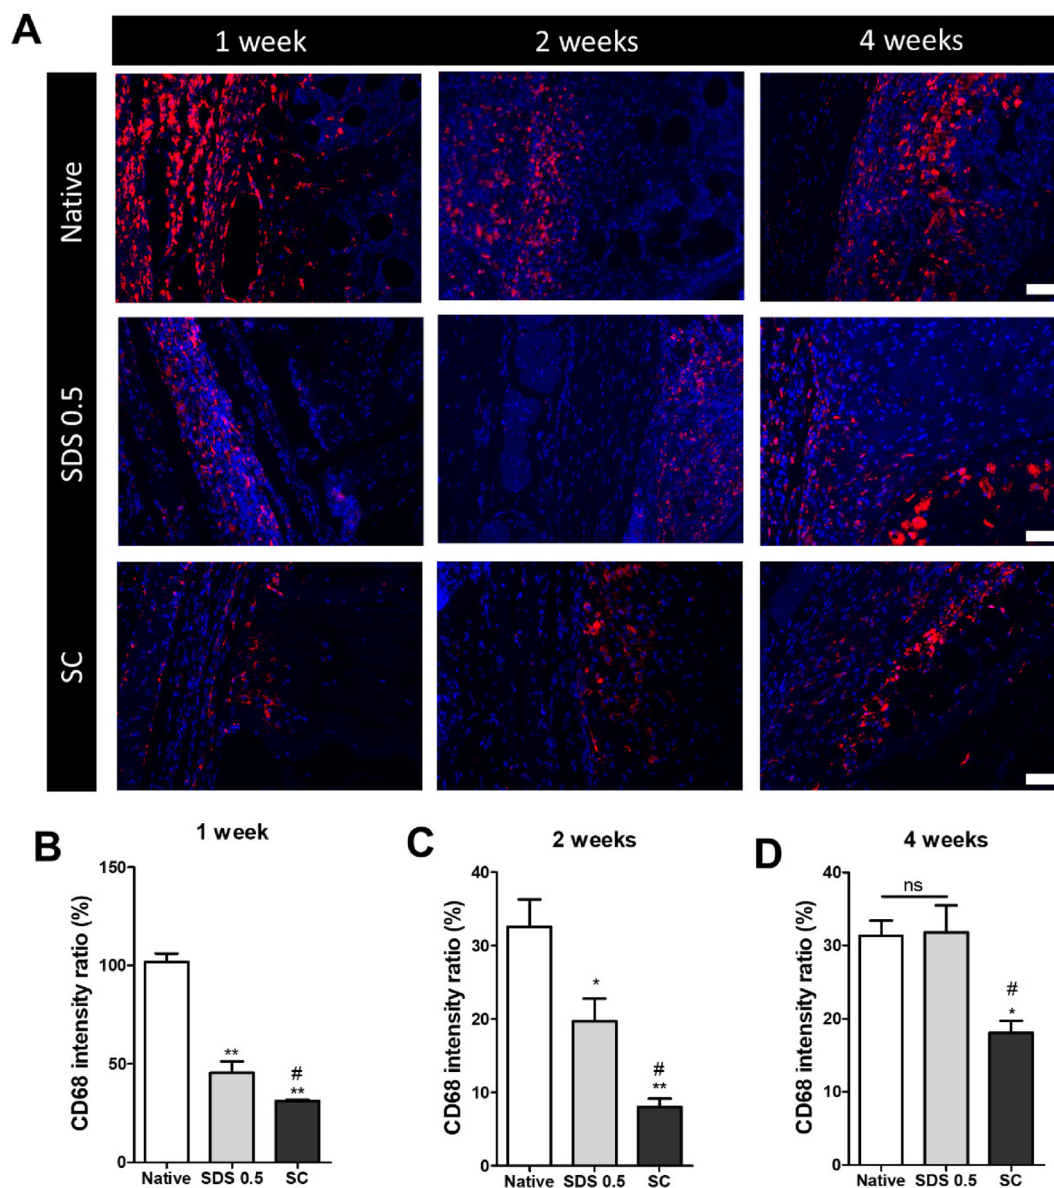 A
1 week
2 weeks
4 weeks
Native
SDS 0.5
SC
B
1 week
CD68 intensity ratio (%)
150
100
50
0
**
#
**
Native
SDS 0.5
SC
C
2 weeks
CD68 intensity ratio (%)
40
30
20
10
0
*
#
**
Native
SDS 0.5
SC
D
4 weeks
CD68 intensity ratio (%)
40
30
20
10
0
ns
#
*
Native
SDS 0.5
SC